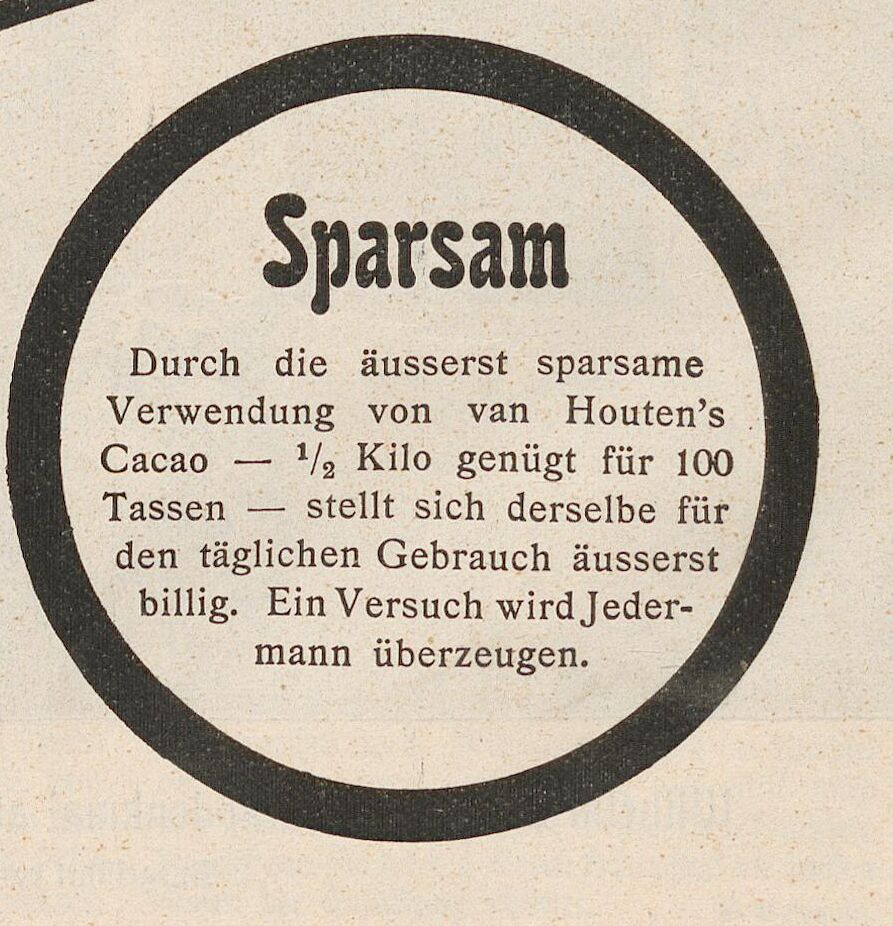 Sparsam
Durch die äusserst sparsame
Verwendung von van Houten's
Cacao — ½ Kilo genügt für 100
Tassen — stellt sich derselbe für
den täglichen Gebrauch äusserst
billig. Ein Versuch wird Jeder-
mann überzeugen.